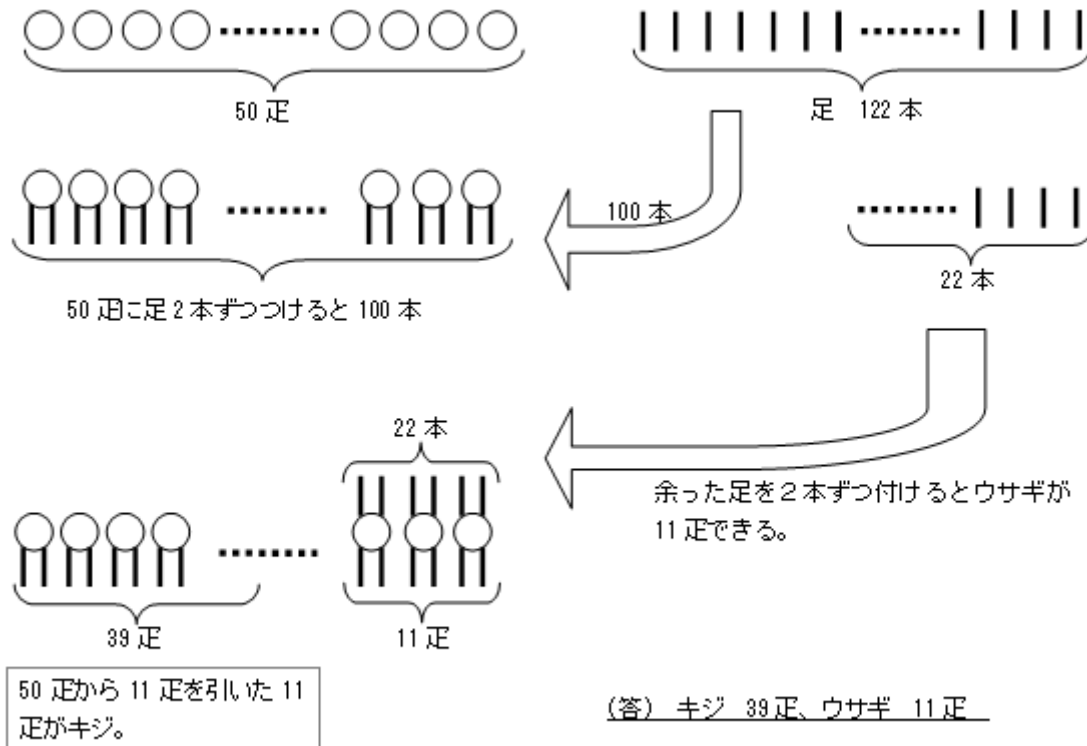 50 疋
足　122 本
100 本
22 本
50 疋に足 2 本ずつつけると 100 本
22 本
余った足を２本ずつ付けるとウサギが
11 疋できる。
39 疋
11 疋
50 疋から 11 疋を引いた 11
疋がキジ。
(答)　キジ　39 疋、ウサギ　11 疋